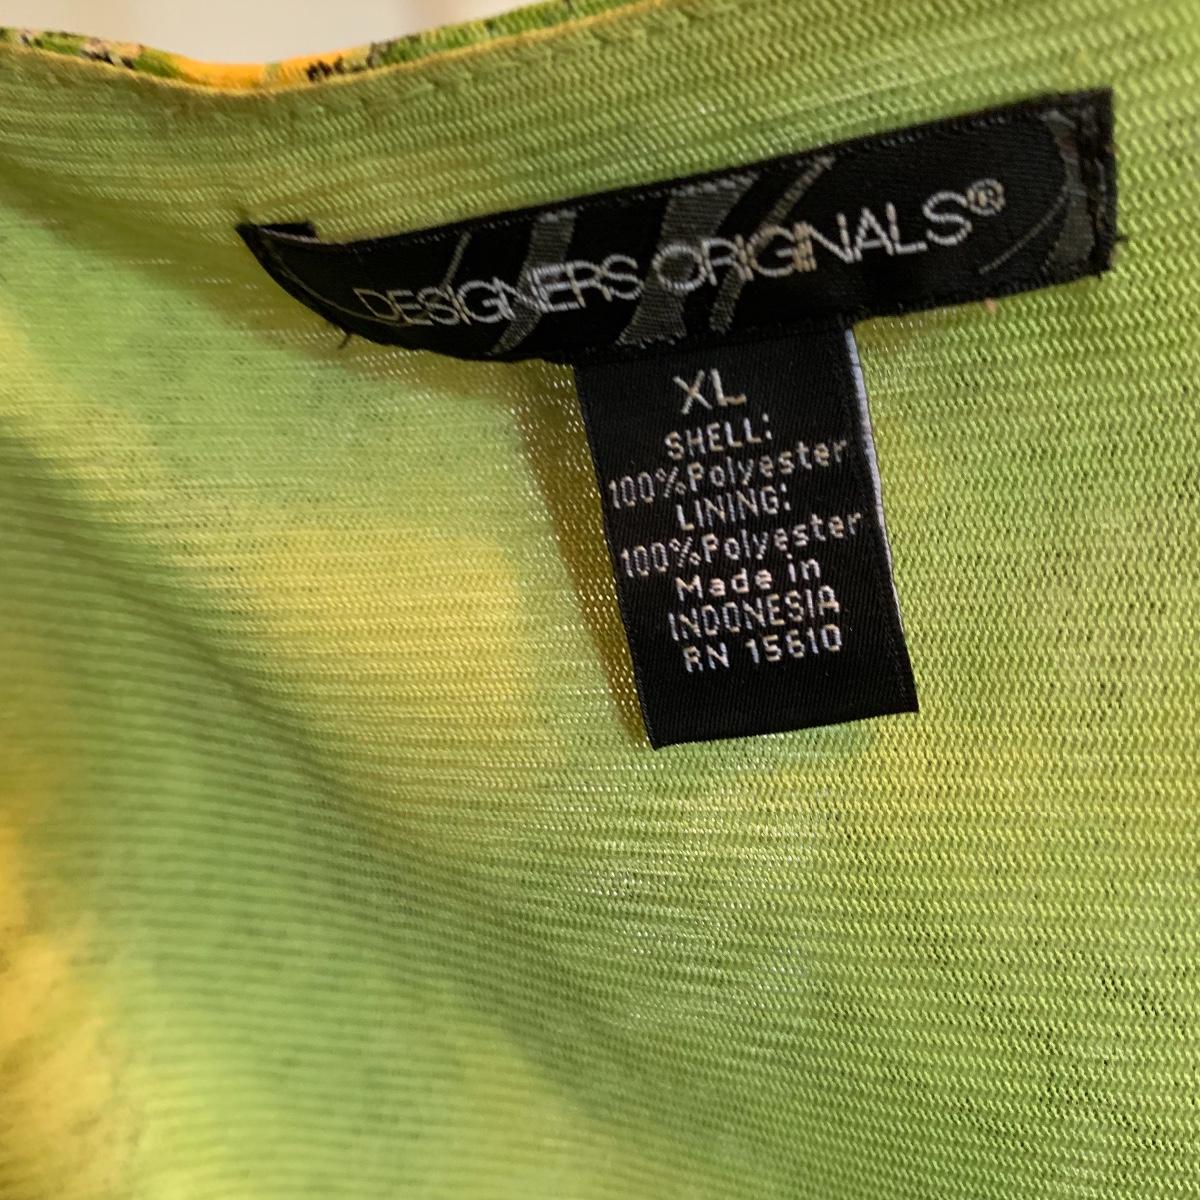 DESIGNERS ORIGINALS®
XL
SHELL:
100%Polyester
LINING:
100%Polyester
Made in
INDONESIA
RN 15610